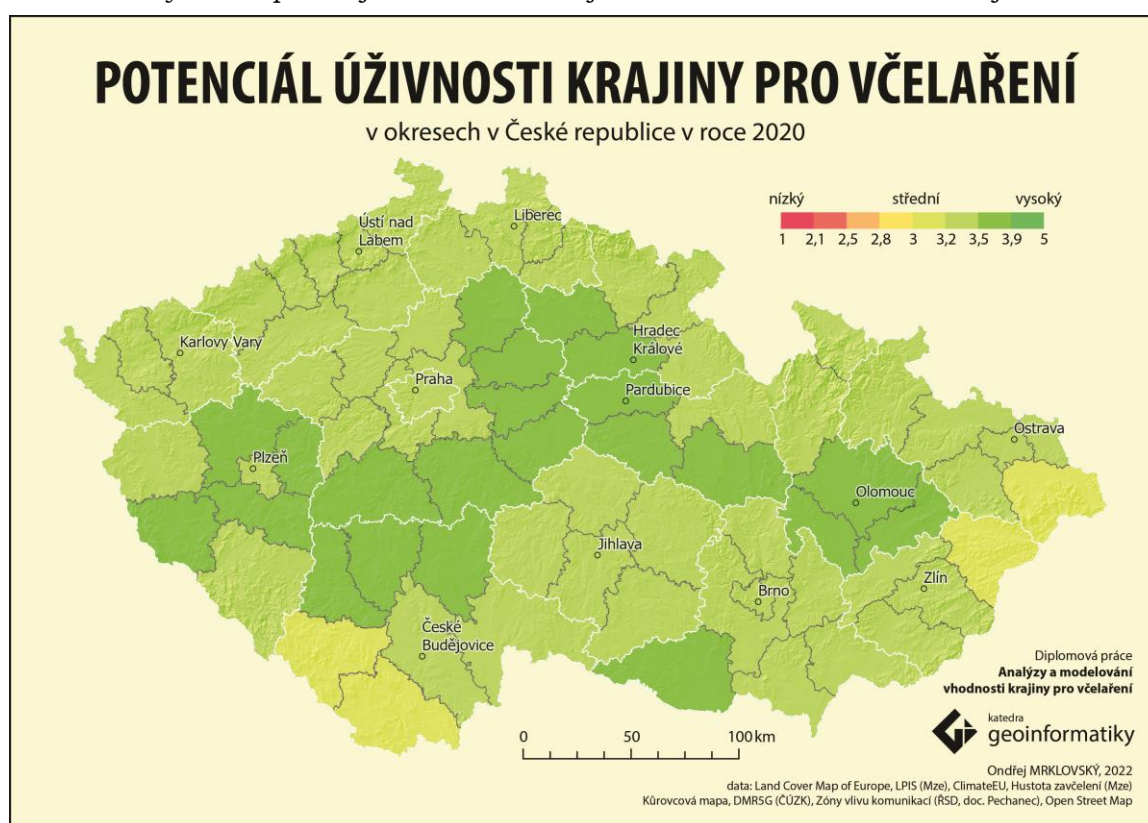 POTENCIÁL ÚŽIVNOSTI KRAJINY PRO VČELAŘENÍ
v okresech v České republice v roce 2020
nízký střední vysoký
1 2,1 2,5 2,8 3 3,2 3,5 3,9 5
Ústí nad
Labem
Liberec
Karlovy Vary
Hradec
Králové
Praha
Pardubice
Plzeň
Ostrava
Olomouc
Jihlava
Brno
Zlín
České
Budějovice
0 50 100 km
Diplomová práce
Analýzy a modelování
vhodnosti krajiny pro včelaření
katedra
geoinformatiky
Ondřej MRKLOVSKÝ, 2022
data: Land Cover Map of Europe, LPIS (Mze), ClimateEU, Hustota zavčelení (Mze)
Kůrovcová mapa, DMR5G (ČÚZK), Zóny vlivu komunikací (ŘSD, doc. Pechanec), Open Street Map